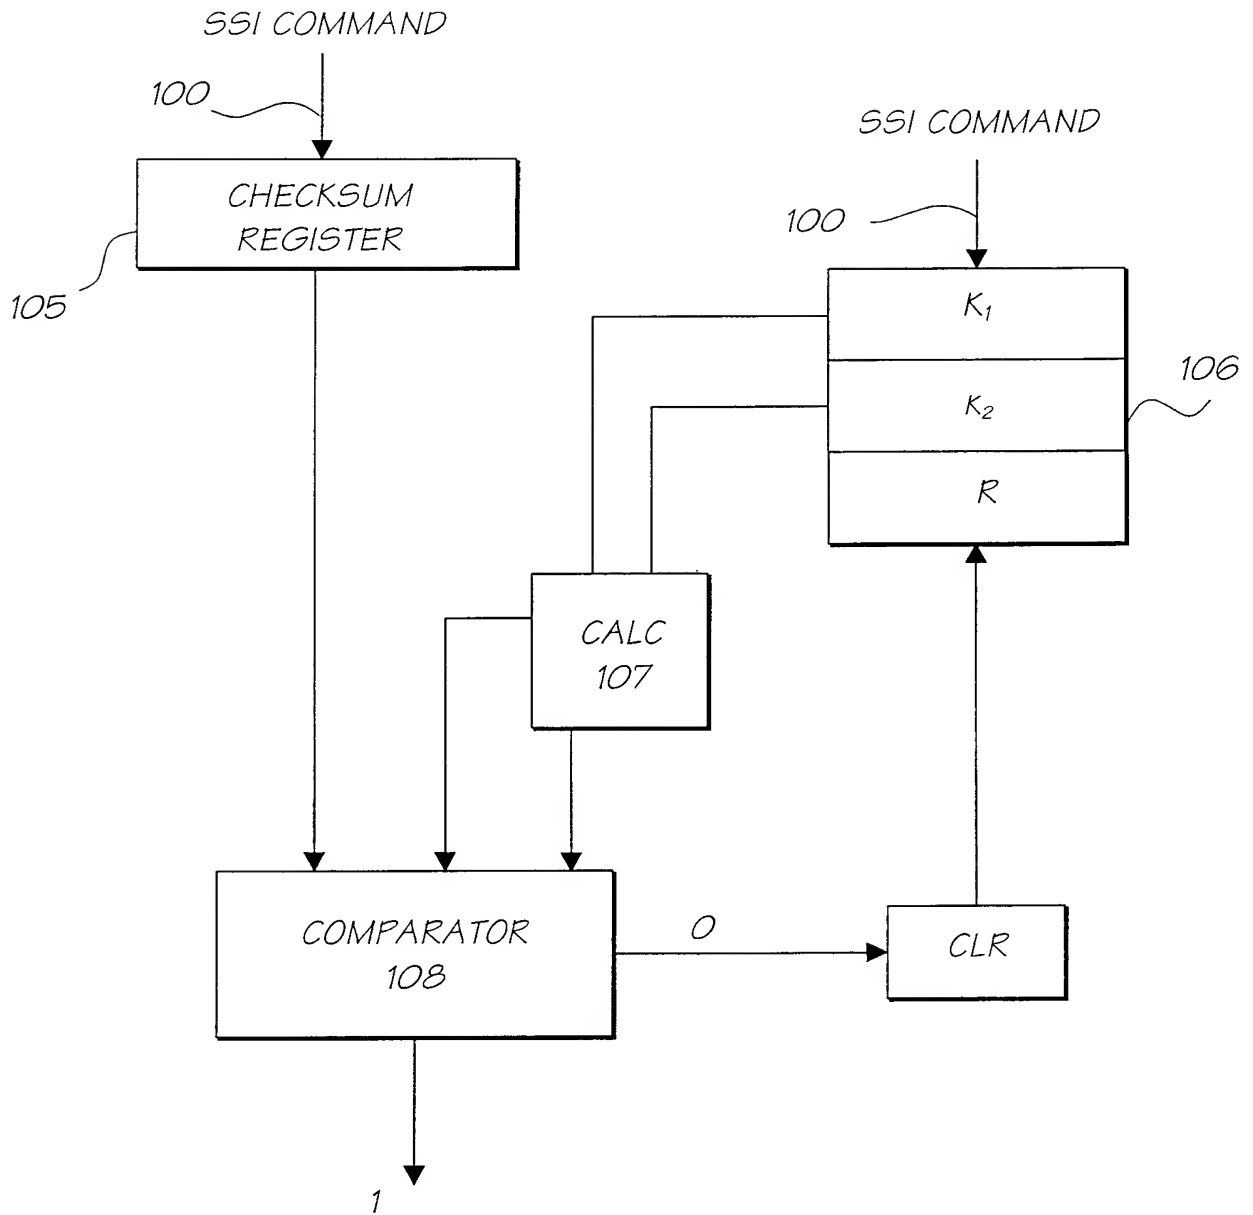 SSI COMMAND
100
CHECKSUM
REGISTER
105
SSI COMMAND
100
K1
K2
R
106
CALC
107
COMPARATOR
108
0
CLR
1